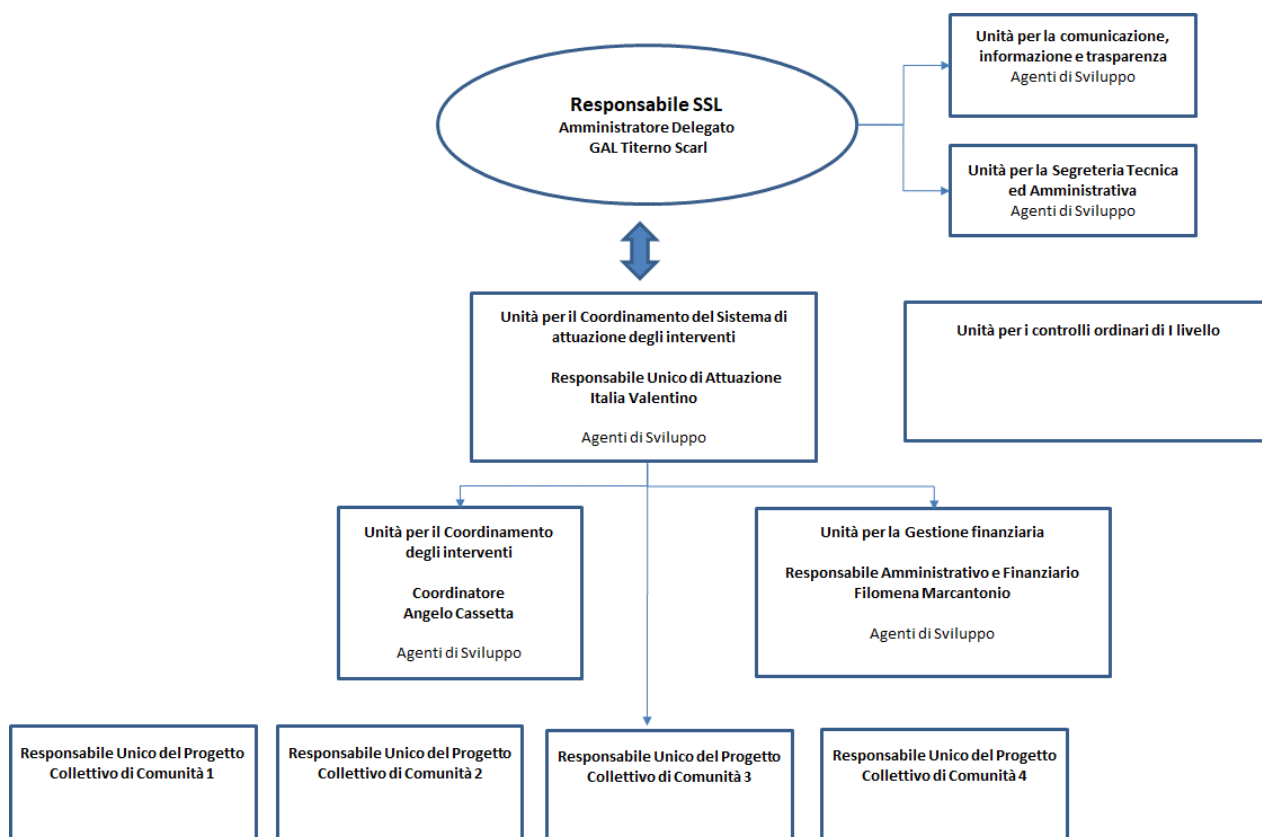 Unità per la comunicazione,
informazione e trasparenza
Agenti di Sviluppo
Responsabile SSL
Amministratore Delegato
GAL Titerno Scarl
Unità per la Segreteria Tecnica
ed Amministrativa
Agenti di Sviluppo
Unità per il Coordinamento del Sistema di
attuazione degli interventi
Responsabile Unico di Attuazione
Italia Valentino
Agenti di Sviluppo
Unità per i controlli ordinari di I livello
Unità per il Coordinamento
degli interventi
Coordinatore
Angelo Cassetta
Agenti di Sviluppo
Unità per la Gestione finanziaria
Responsabile Amministrativo e Finanziario
Filomena Marcantonio
Agenti di Sviluppo
Responsabile Unico del Progetto
Collettivo di Comunità 1
Responsabile Unico del Progetto
Collettivo di Comunità 2
Responsabile Unico del Progetto
Collettivo di Comunità 3
Responsabile Unico del Progetto
Collettivo di Comunità 4